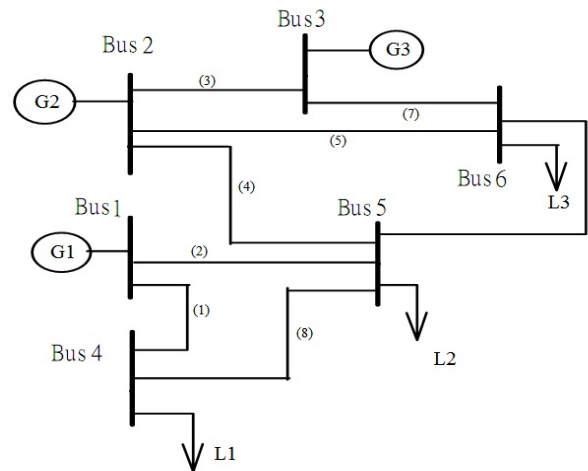 Bus 3
Bus 2
G3
G2
(3)
(7)
(5)
Bus 6
L3
(4)
Bus 1
Bus 5
G1
(2)
(1)
(8)
Bus 4
L2
L1